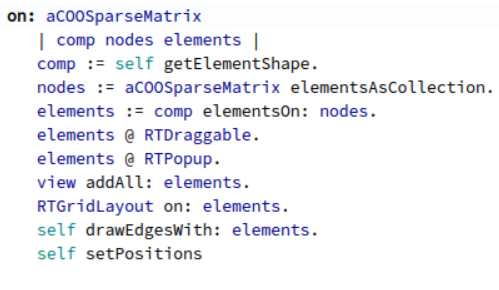 on: aCOOSparseMatrix
| comp nodes elements |
comp := self getElementShape.
nodes := aCOOSparseMatrix elementsAsCollection.
elements := comp elementsOn: nodes.
elements @ RTDraggable.
elements @ RTPopup.
view addAll: elements.
RTGridLayout on: elements.
self drawEdgesWith: elements.
self setPositions